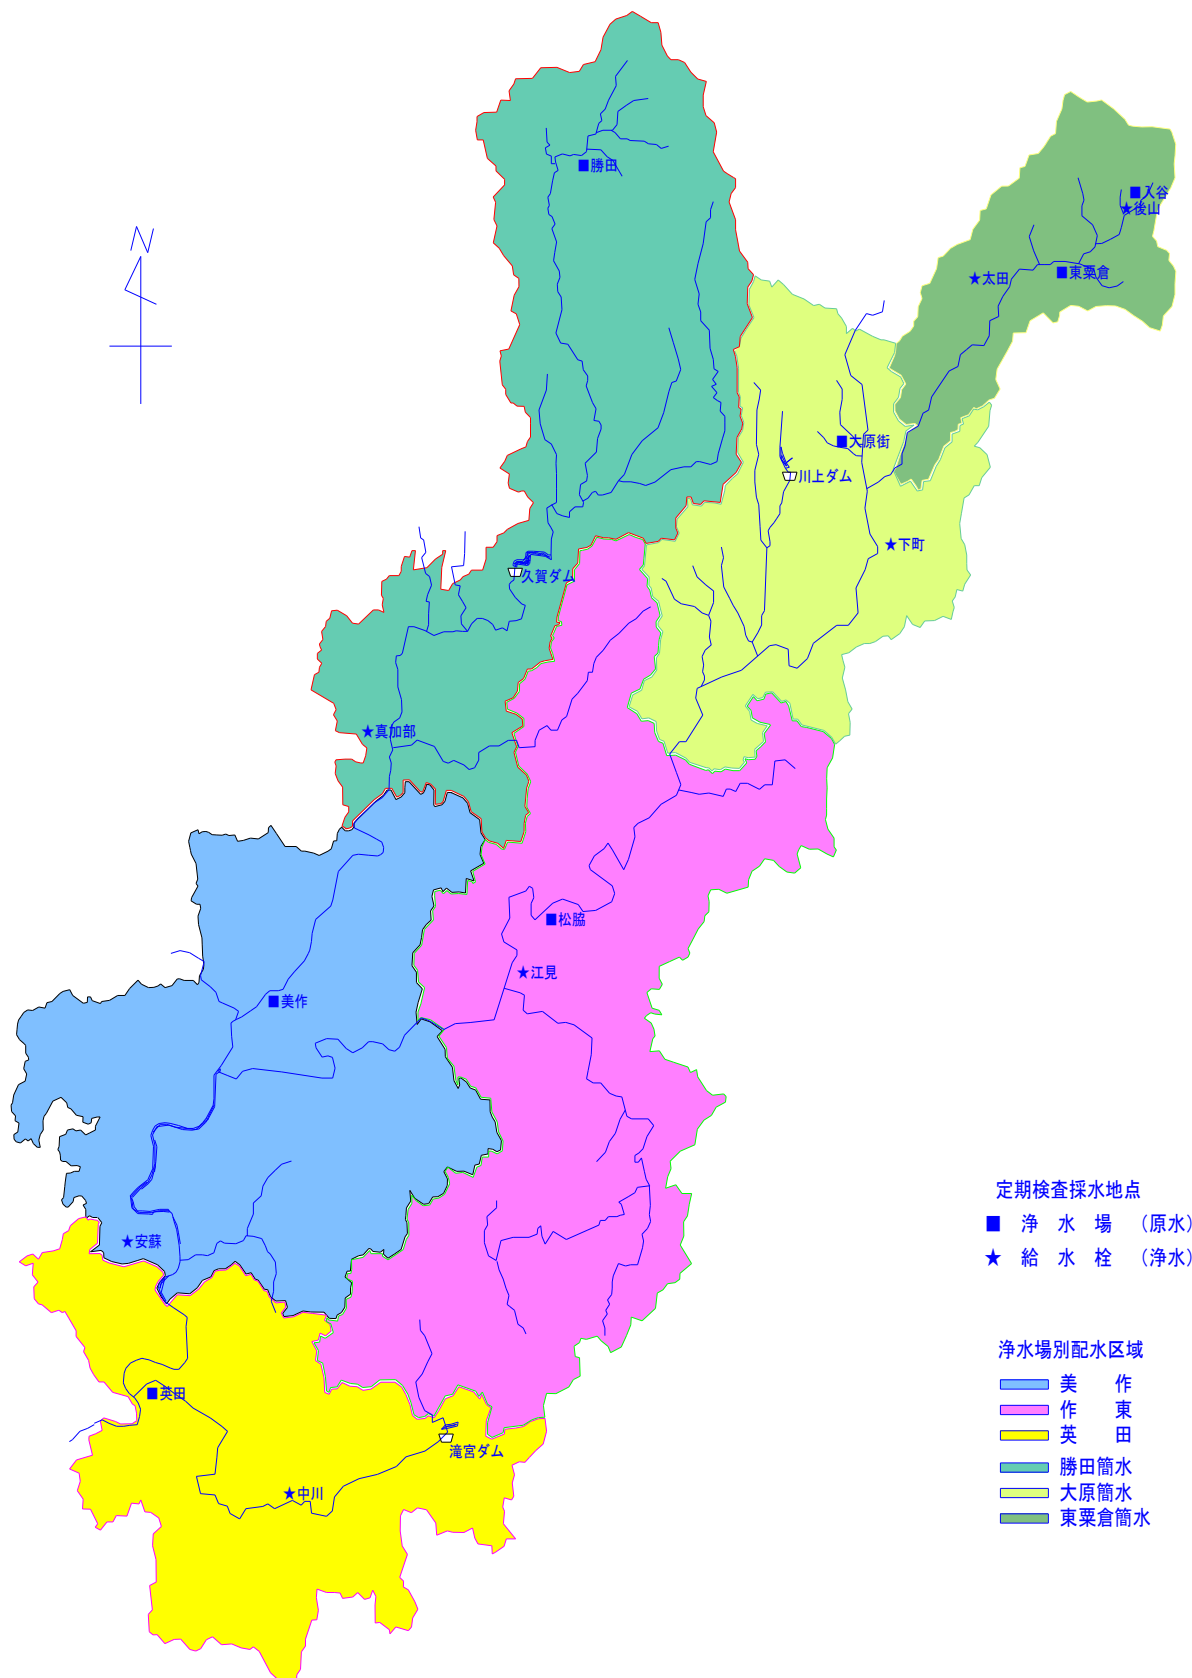 N
■勝田
■入谷
★後山
★太田
■東粟倉
■大原街
川上ダム
★下町
久賀ダム
★真加部
■松脇
★江見
■美作
★安蘇
■英田
滝宮ダム
★中川
定期検査採水地点
■ 浄 水 場 （原水）
★ 給 水 栓 （浄水）
浄水場別配水区域
美 作
作 東
英 田
勝田簡水
大原簡水
東粟倉簡水